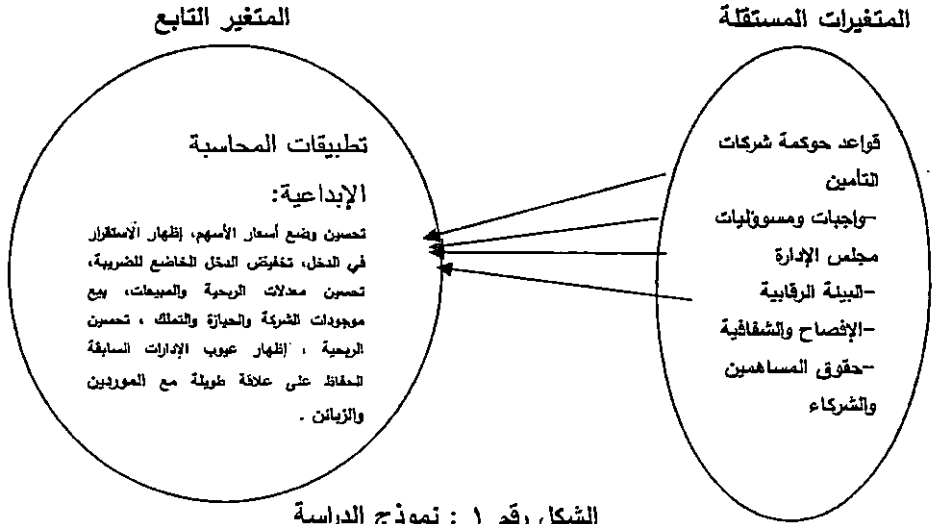 المتغيرات المستقلة
قواعد حوكمة شركات
التأمين
-واجبات ومسؤوليات
مجلس الإدارة
-البيئة الرقابية
-الإفصاح والشفافية
-حقوق المساهمين
والشركاء
المتغير التابع
تطبيقات المحاسبة
الإبداعية:
تحسين وضع أسعار الأسهم، إظهار الاستقرار
في الدخل، تخفيض الدخل الخاضع للضريبة،
تحسين معدلات الربحية والمبيعات، بيع
موجودات الشركة والحيازة والتملك ، تحسين
الربحية ، إظهار عيوب الإدارات السابقة
للحفاظ على علاقة طويلة مع الموردين
والزبائن .
الشكل رقم ١ : نموذج الدراسة